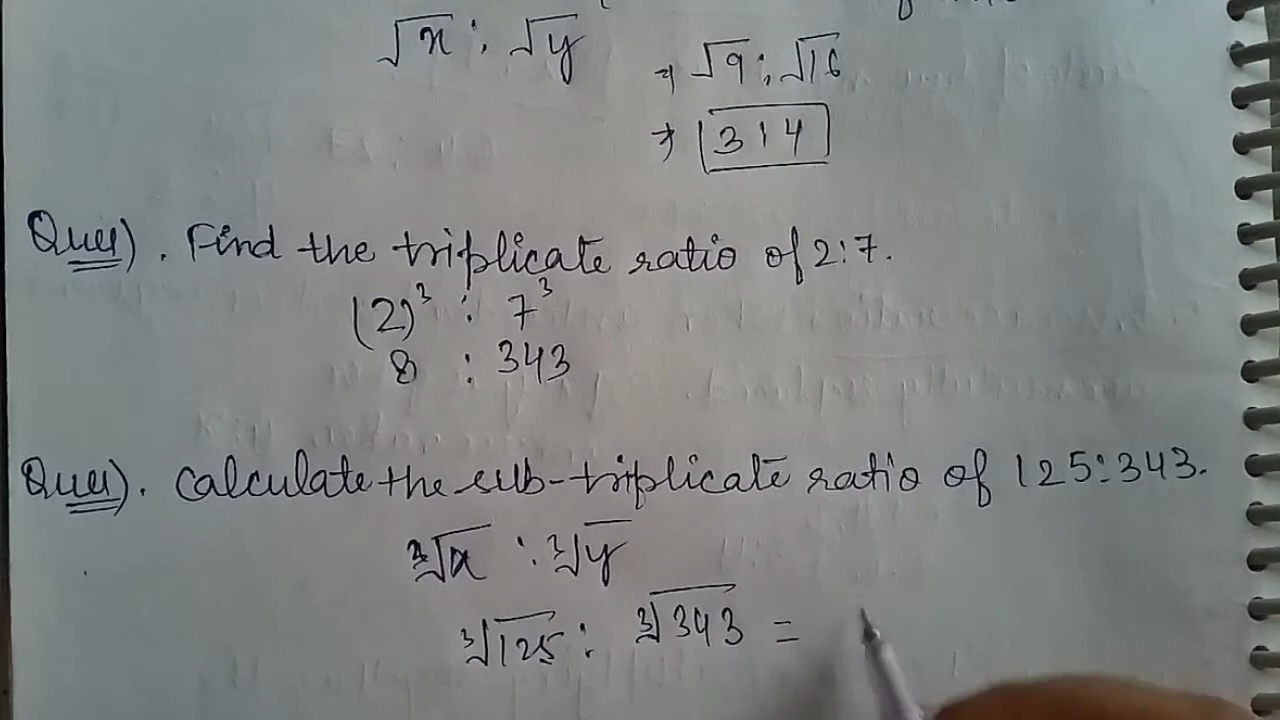 √x : √y
⇒ √9 : √16
⇒ 3 : 4
Ques). Find the triplicate ratio of 2:7.
(2)³ : 7³
8 : 343
Ques). Calculate the sub-triplicate ratio of 125:343.
∛x : ∛y
∛125 : ∛343 =